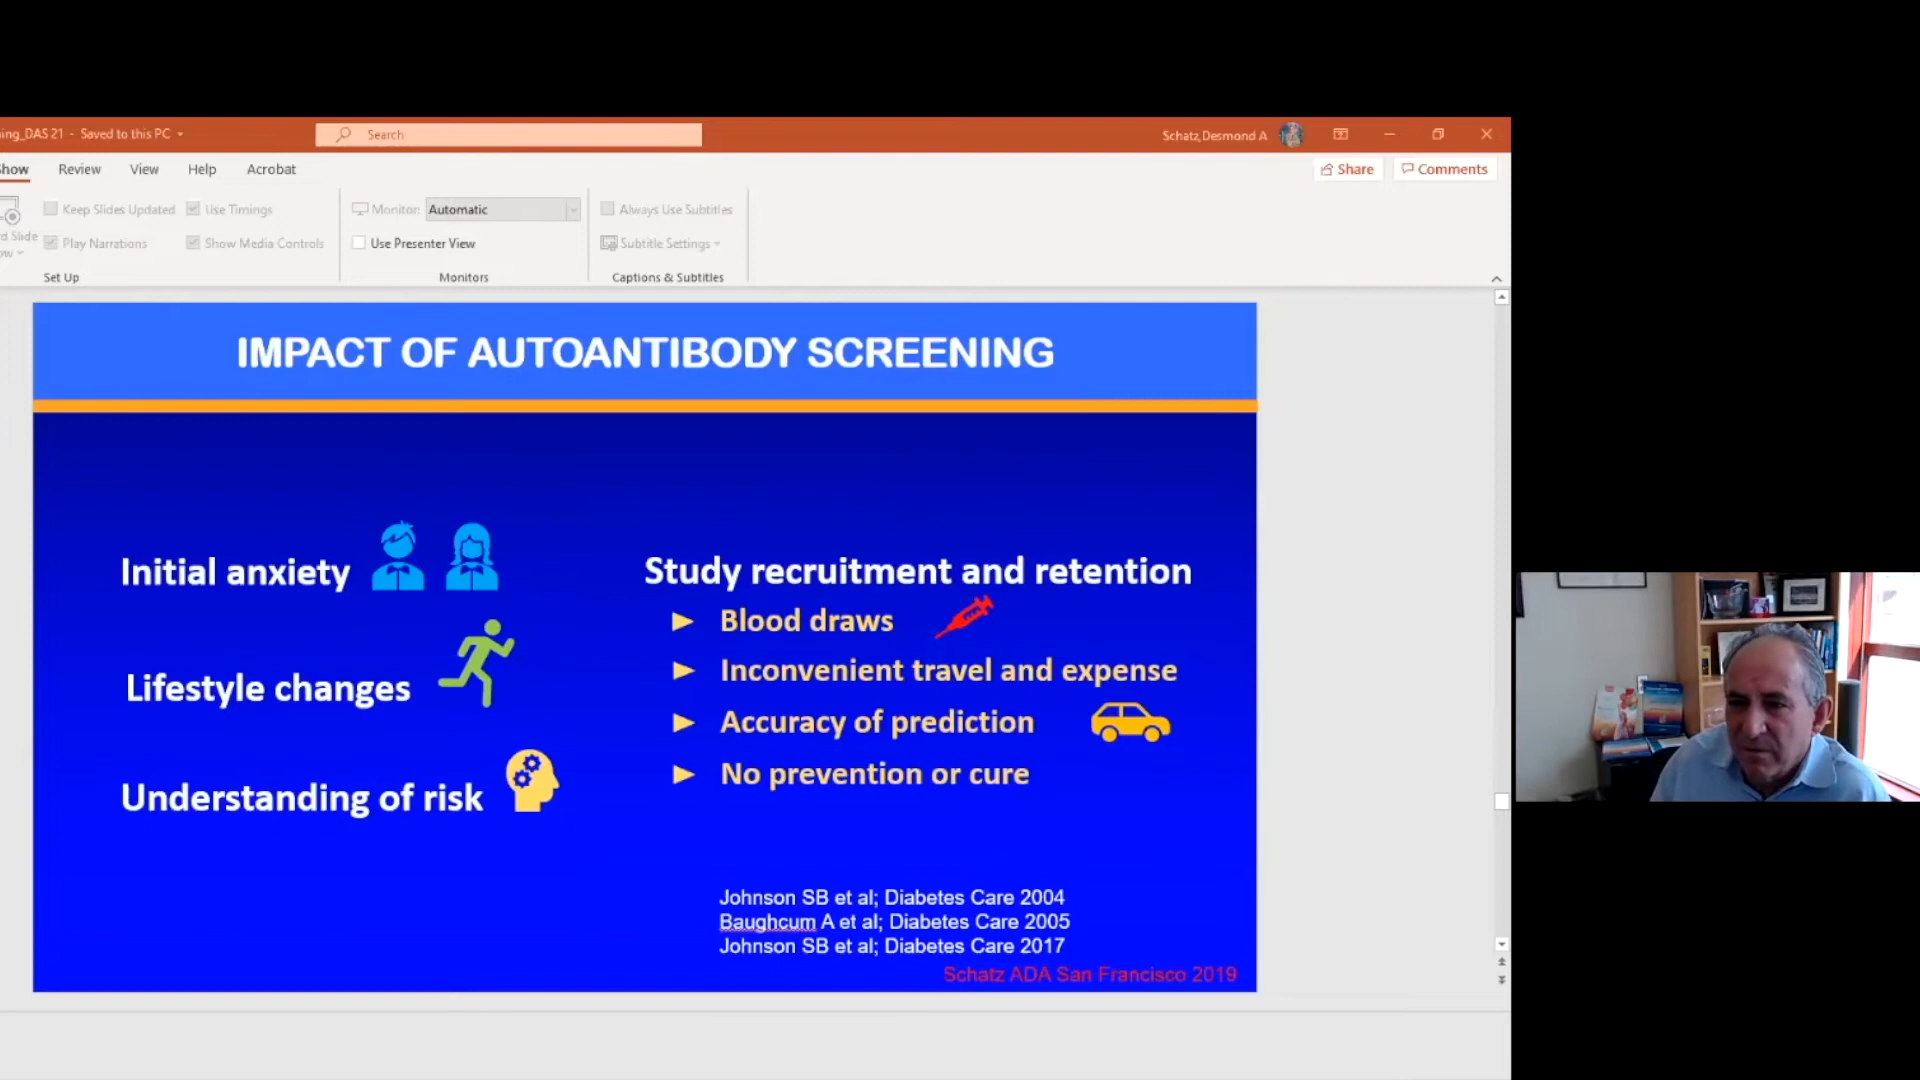 ing_DAS 21 - Saved to this PC
Search
Schatz,Desmond A
Show
Review
View
Help
Acrobat
Share
Comments
Keep Slides Updated
Use Timings
Monitor:
Automatic
Always Use Subtitles
d Slide
ow
Play Narrations
Show Media Controls
Use Presenter View
Subtitle Settings
Set Up
Monitors
Captions & Subtitles
IMPACT OF AUTOANTIBODY SCREENING
Initial anxiety
Lifestyle changes
Understanding of risk
Study recruitment and retention
► Blood draws
► Inconvenient travel and expense
► Accuracy of prediction
► No prevention or cure
Johnson SB et al; Diabetes Care 2004
Baughcum A et al; Diabetes Care 2005
Johnson SB et al; Diabetes Care 2017
Schatz ADA San Francisco 2019